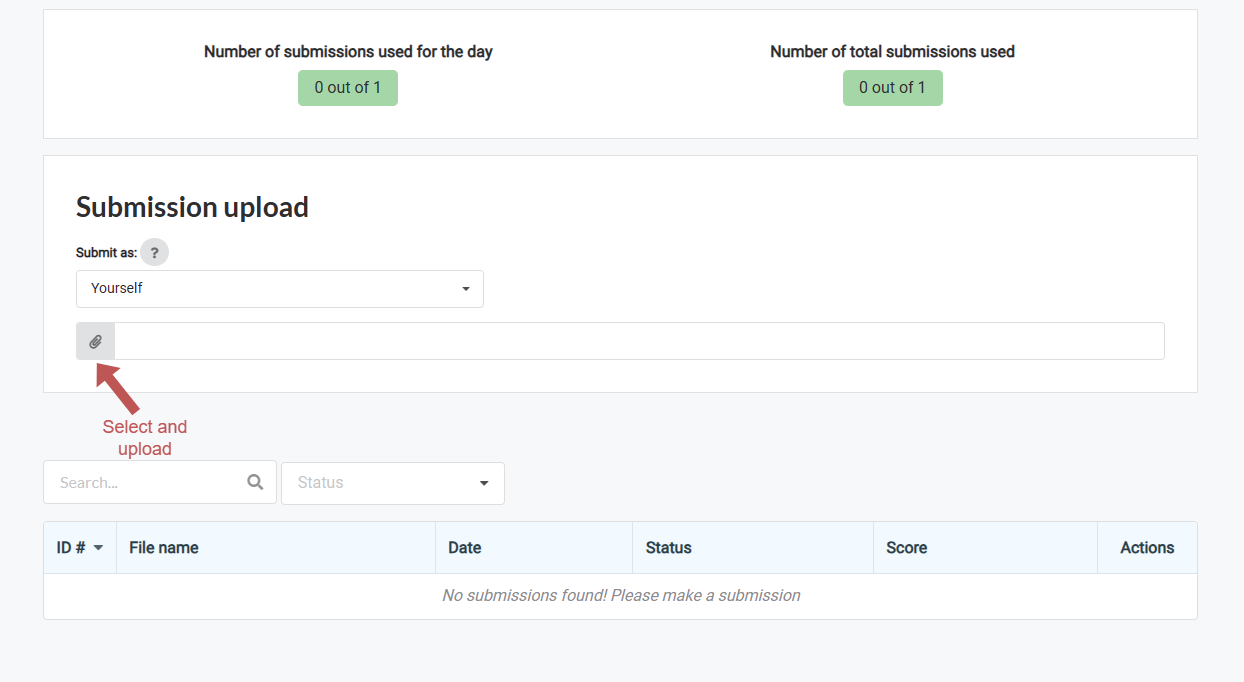 Number of submissions used for the day
Number of total submissions used
0 out of 1
0 out of 1
Submission upload
Submit as: ?
Yourself
Select and
upload
Search...
Status
ID # File name Date Status Score Actions
No submissions found! Please make a submission